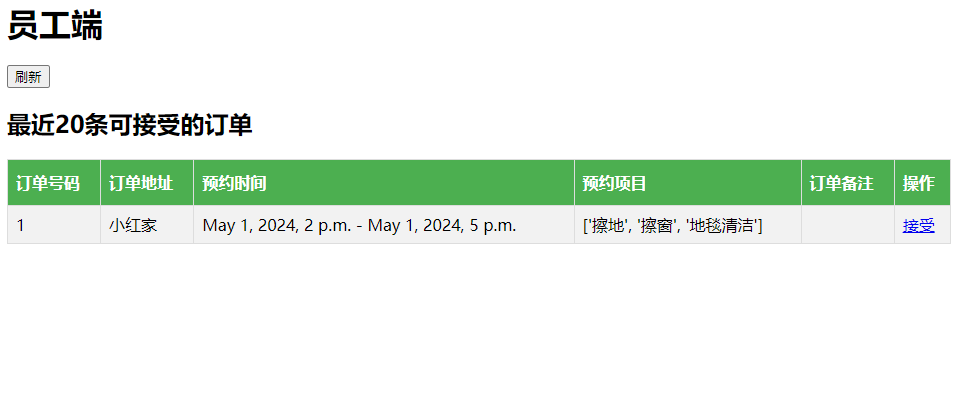 员工端
刷新
最近20条可接受的订单
订单号码 订单地址 预约时间 预约项目 订单备注 操作
1 小红家 May 1, 2024, 2 p.m. - May 1, 2024, 5 p.m. ['擦地', '擦窗', '地毯清洁'] 接受